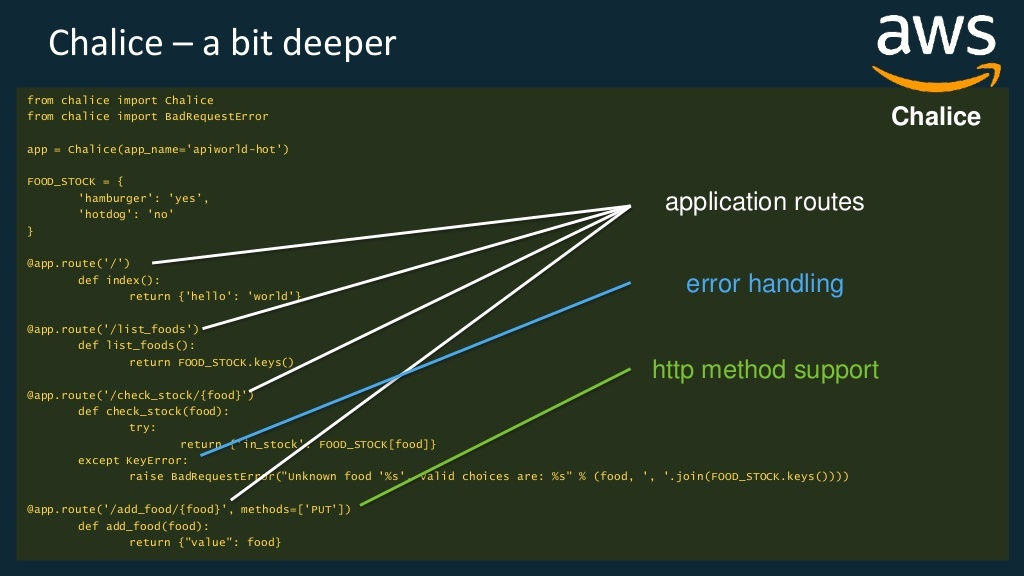 Chalice – a bit deeper
aws
Chalice
from chalice import Chalice
from chalice import BadRequestError
app = Chalice(app_name='apiworld-hot')
FOOD_STOCK = {
'hamburger': 'yes',
'hotdog': 'no'
}
@app.route('/')
def index():
return {'hello': 'world'}
@app.route('/list_foods')
def list_foods():
return FOOD_STOCK.keys()
@app.route('/check_stock/{food}')
def check_stock(food):
try:
return {'in_stock': FOOD_STOCK[food]}
except KeyError:
raise BadRequestError("Unknown food '%s', valid choices are: %s" % (food, ', '.join(FOOD_STOCK.keys())))
@app.route('/add_food/{food}', methods=['PUT'])
def add_food(food):
return {"value": food}
application routes
error handling
http method support